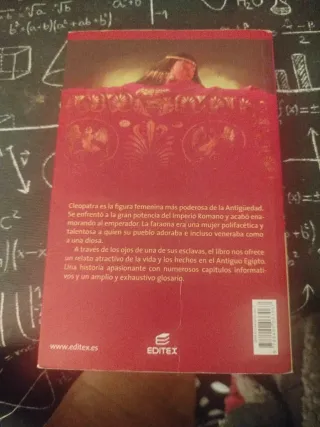 Cleopatra es la figura femenina más poderosa de la Antigüedad.
Se enfrentó a la gran potencia del Imperio Romano y acabó ena-
morando al emperador. La faraona era una mujer polifacética y
talentosa a quien su pueblo adoraba e incluso veneraba como
a una diosa.
A través de los ojos de una de sus esclavas, el libro nos ofrece
un relato atractivo de la vida y los hechos en el Antiguo Egipto.
Una historia apasionante con numerosos capítulos informati-
vos y un amplio y exhaustivo glosario.
www.editex.es
EDITEX